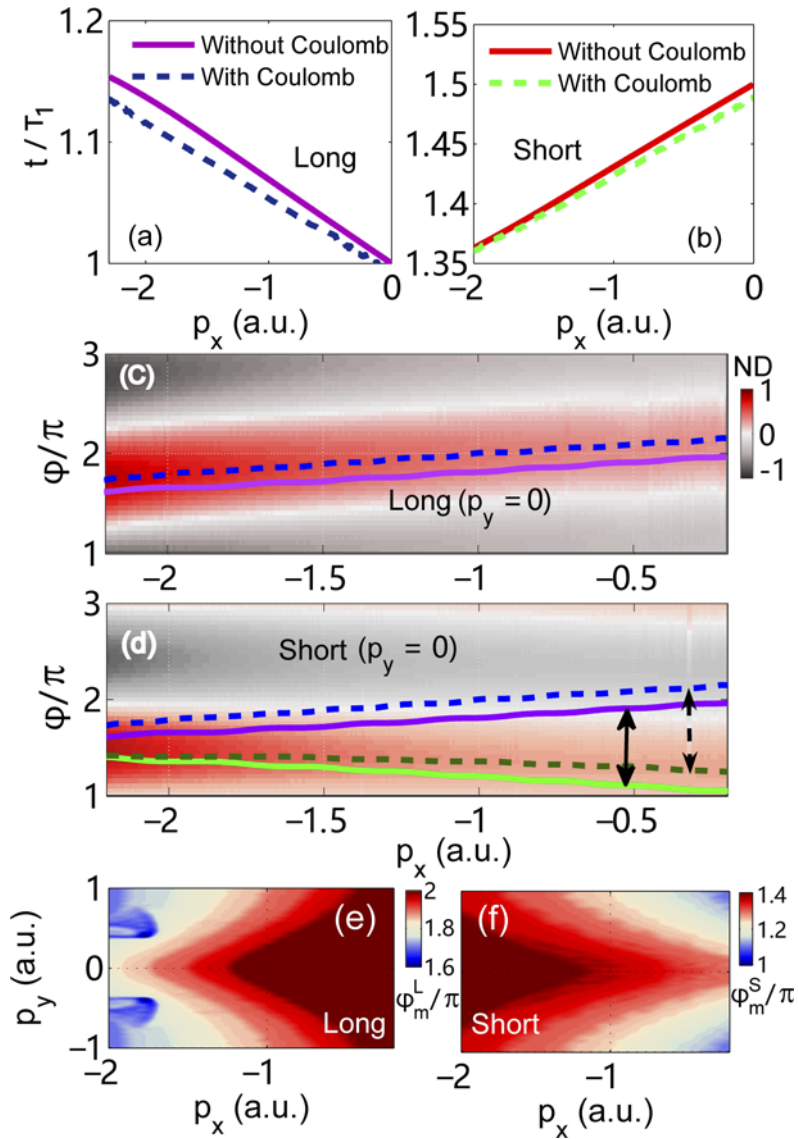 1.2
1.1
1
t / τ1
Without Coulomb
With Coulomb
Long
(a)
−2
−1
0
px (a.u.)
1.55
1.5
1.45
1.4
1.35
Without Coulomb
With Coulomb
Short
(b)
−2
−1
0
px (a.u.)
3
2
1
φ/π
(C)
Long (py = 0)
−2
−1.5
−1
−0.5
ND
1
0
-1
3
2
1
φ/π
(d)
Short (py = 0)
−2
−1.5
−1
−0.5
px (a.u.)
1
0
−1
py (a.u.)
(e)
Long
−2
−1
px (a.u.)
2
1.8
1.6
φmL/π
(f)
Short
−2
−1
px (a.u.)
1.4
1.2
1
φmS/π